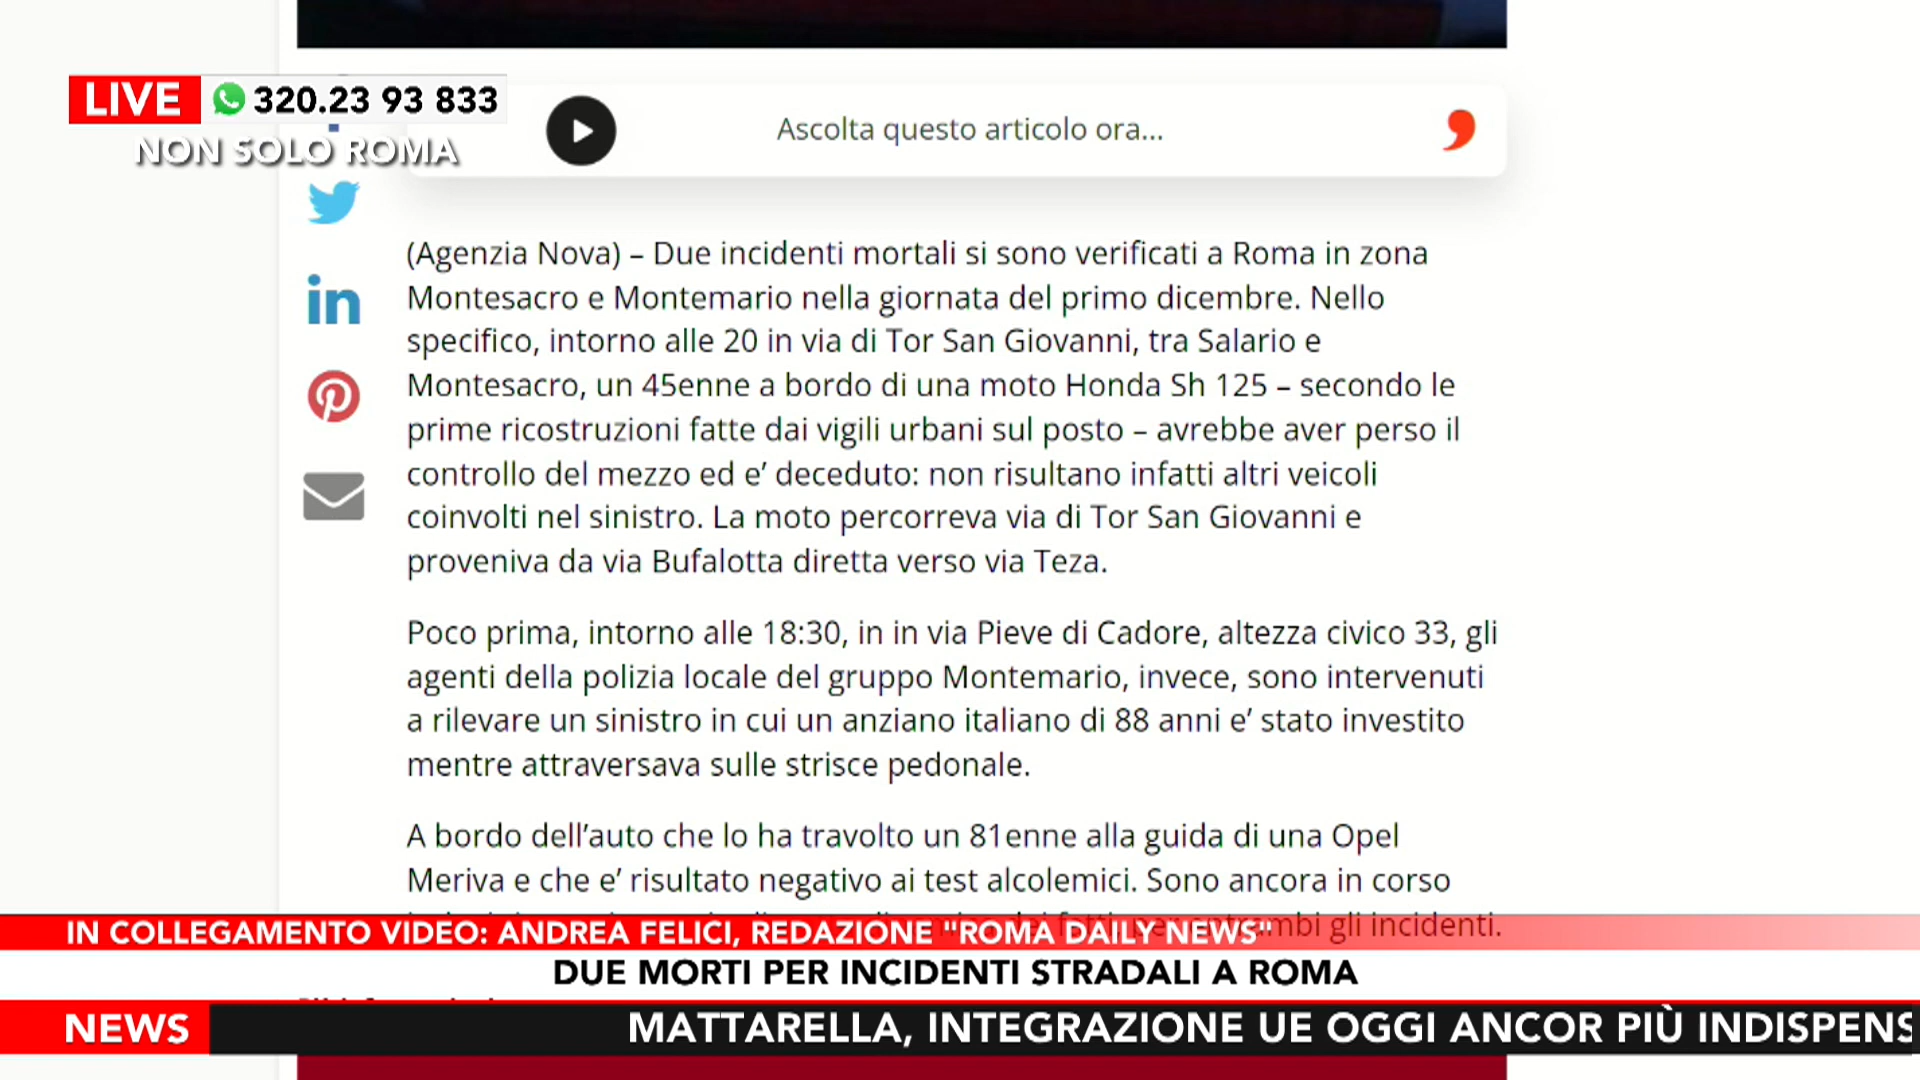 LIVE 320.23 93 833
NON SOLO ROMA
Ascolta questo articolo ora...
in
(Agenzia Nova) – Due incidenti mortali si sono verificati a Roma in zona
Montesacro e Montemario nella giornata del primo dicembre. Nello
specifico, intorno alle 20 in via di Tor San Giovanni, tra Salario e
Montesacro, un 45enne a bordo di una moto Honda Sh 125 – secondo le
prime ricostruzioni fatte dai vigili urbani sul posto – avrebbe aver perso il
controllo del mezzo ed e’ deceduto: non risultano infatti altri veicoli
coinvolti nel sinistro. La moto percorreva via di Tor San Giovanni e
proveniva da via Bufalotta diretta verso via Teza.
Poco prima, intorno alle 18:30, in in via Pieve di Cadore, altezza civico 33, gli
agenti della polizia locale del gruppo Montemario, invece, sono intervenuti
a rilevare un sinistro in cui un anziano italiano di 88 anni e’ stato investito
mentre attraversava sulle strisce pedonale.
A bordo dell’auto che lo ha travolto un 81enne alla guida di una Opel
Meriva e che e’ risultato negativo ai test alcolemici. Sono ancora in corso
fatti, per entrambi gli incidenti.
IN COLLEGAMENTO VIDEO: ANDREA FELICI, REDAZIONE "ROMA DAILY NEWS"
DUE MORTI PER INCIDENTI STRADALI A ROMA
NEWS MATTARELLA, INTEGRAZIONE UE OGGI ANCOR PIÙ INDISPENS